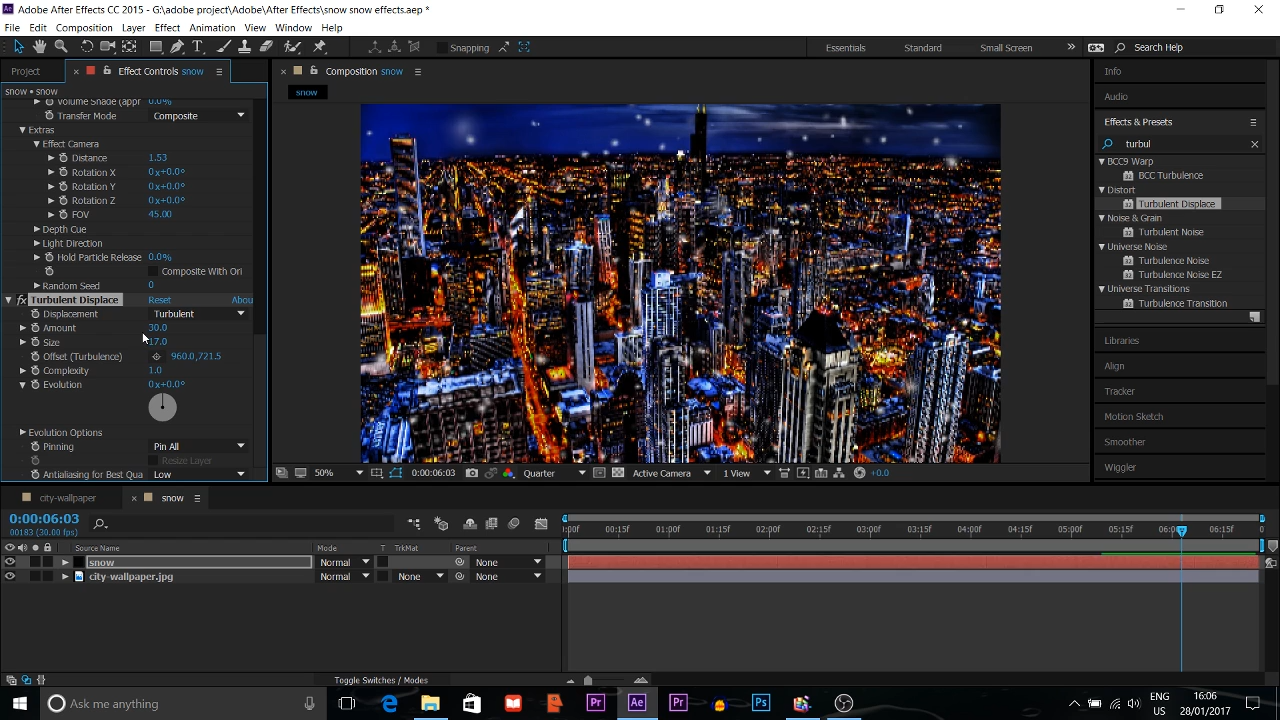 Adobe After Effects CC 2015 - G:\adobe project\Adobe\After Effects\snow snow effects.aep *
File Edit Composition Layer Effect Animation View Window Help
Snapping
Essentials Standard Small Screen » Search Help
Project × Effect Controls snow
× Composition snow
Info
snow • snow
snow
Audio
Volume Shade (appr 0.0%
Transfer Mode Composite
Extras
Effect Camera
Distance 1.53
Rotation X 0x+0.0°
Rotation Y 0x+0.0°
Rotation Z 0x+0.0°
FOV 45.00
Depth Cue
Light Direction
Hold Particle Release 0.0%
Composite With Ori
Random Seed 0
fx Turbulent Displace Reset Abou
Displacement Turbulent
Amount 30.0
Size 17.0
Offset (Turbulence) 960.0,721.5
Complexity 1.0
Evolution 0x+0.0°
Evolution Options
Pinning Pin All
Resize Layer
Antialiasing for Best Qua Low
Effects & Presets
turbul
BCC9 Warp
BCC Turbulence
Distort
Turbulent Displace
Noise & Grain
Turbulent Noise
Universe Noise
Turbulence Noise
Turbulent Noise EZ
Universe Transitions
Turbulence Transition
Libraries
Align
Tracker
Motion Sketch
Smoother
Wiggler
50% 0:00:06:03 Quarter Active Camera 1 View +0.0
city-wallpaper × snow
0:00:06:03
00183 (30.00 fps)
:00f 00:15f 01:00f 01:15f 02:00f 02:15f 03:00f 03:15f 04:00f 04:15f 05:00f 05:15f 06:00f 06:15f
Source Name Mode T TrkMat Parent
snow Normal None
city-wallpaper.jpg Normal None None
Toggle Switches / Modes
Ask me anything
Pr Ae Pr Ps
ENG
US
16:06
28/01/2017